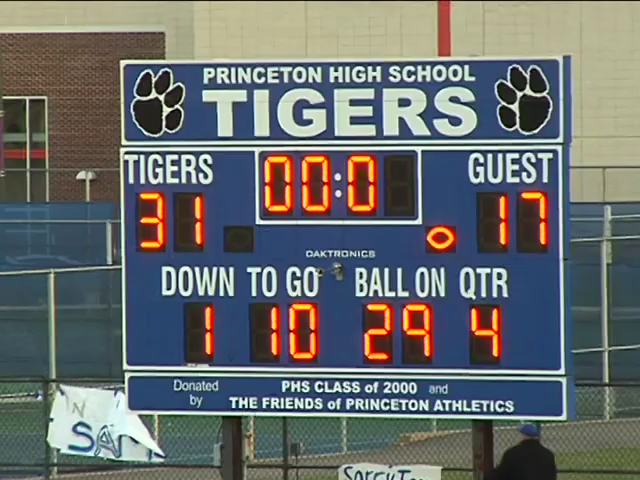 PRINCETON HIGH SCHOOL
TIGERS
TIGERS GUEST
00:0
31 17
DAKTRONICS
DOWN TO GO BALL ON QTR
1 10 29 4
Donated by PHS CLASS of 2000 and
THE FRIENDS of PRINCETON ATHLETICS
N
SA